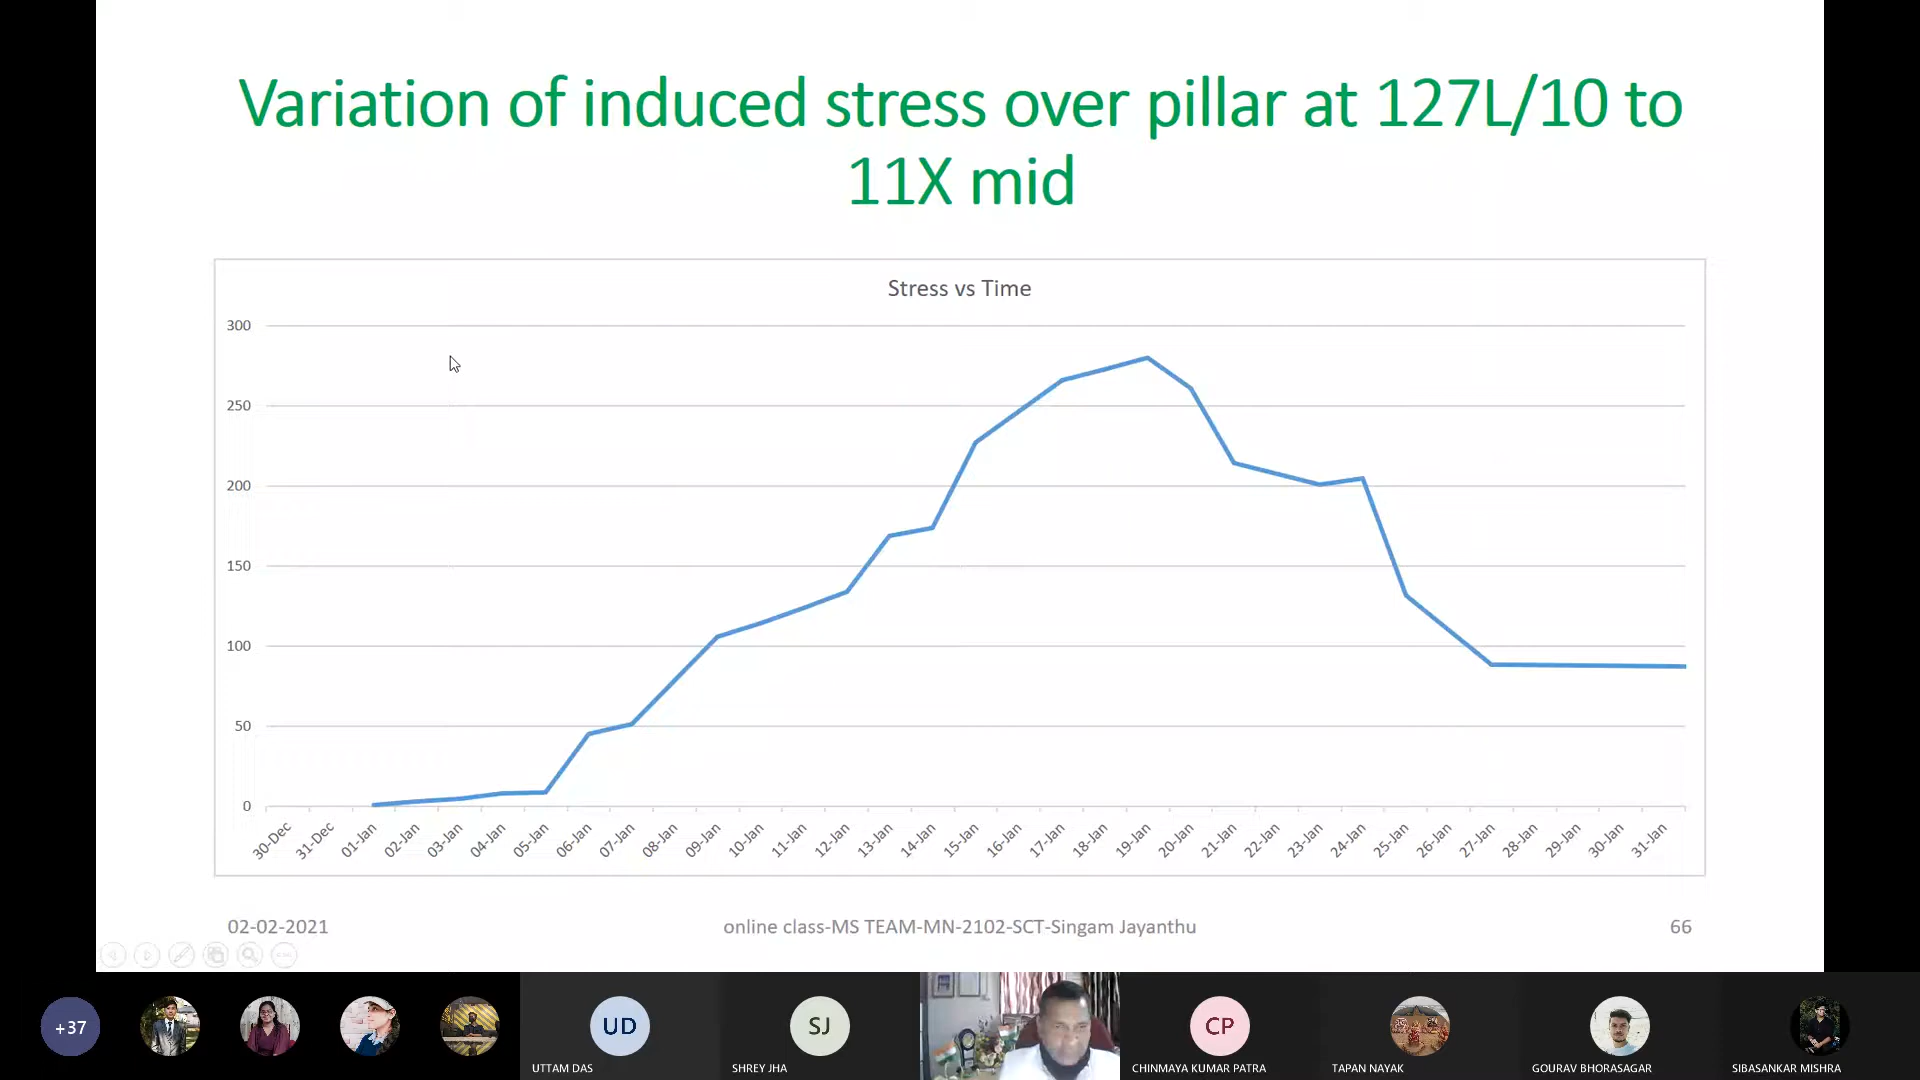 Variation of induced stress over pillar at 127L/10 to
11X mid
Stress vs Time
300
250
200
150
100
50
0
30-Dec
31-Dec
01-Jan
02-Jan
03-Jan
04-Jan
05-Jan
06-Jan
07-Jan
08-Jan
09-Jan
10-Jan
11-Jan
12-Jan
13-Jan
14-Jan
15-Jan
16-Jan
17-Jan
18-Jan
19-Jan
20-Jan
21-Jan
22-Jan
23-Jan
24-Jan
25-Jan
26-Jan
27-Jan
28-Jan
29-Jan
30-Jan
31-Jan
02-02-2021
online class-MS TEAM-MN-2102-SCT-Singam Jayanthu
66
+37
UD
SJ
CP
UTTAM DAS
SHREY JHA
CHINMAYA KUMAR PATRA
TAPAN NAYAK
GOURAV BHORASAGAR
SIBASANKAR MISHRA